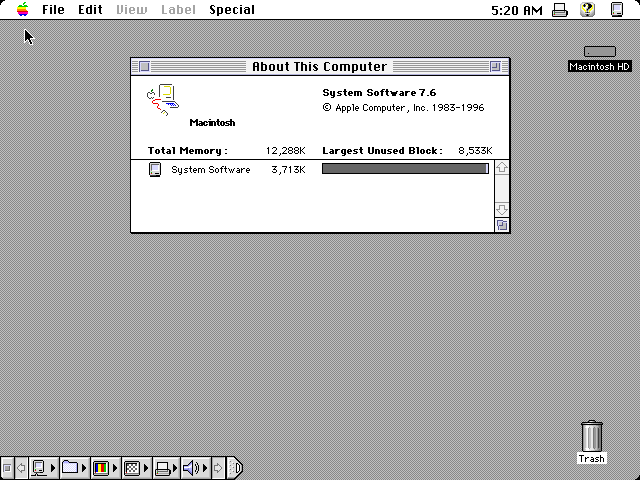 File Edit View Label Special 5:20 AM
Macintosh HD
About This Computer
System Software 7.6
© Apple Computer, Inc. 1983-1996
Macintosh
Total Memory : 12,288K Largest Unused Block : 8,533K
System Software 3,713K
Trash